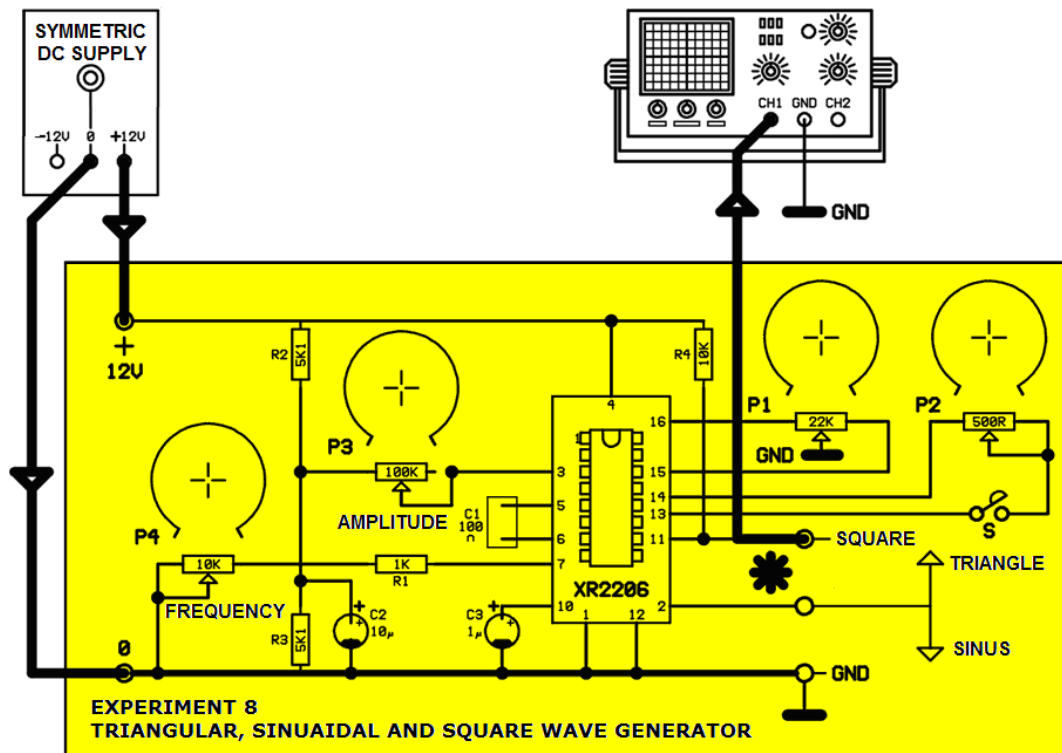 SYMMETRIC
DC SUPPLY
-12V 0 +12V
CH1 GND CH2
GND
+
12V
R2
5K1
P3
100K
AMPLITUDE
P4
10K
FREQUENCY
R3
5K1
1K
R1
+
C2
10µ
+
C3
1µ
C1
100
n
R4
10K
4
1
3
5
6
7
10
1
12
16
15
14
13
11
2
XR2206
P1
22K
GND
P2
500R
S
SQUARE
TRIANGLE
SINUS
0
GND
EXPERIMENT 8
TRIANGULAR, SINUAIDAL AND SQUARE WAVE GENERATOR